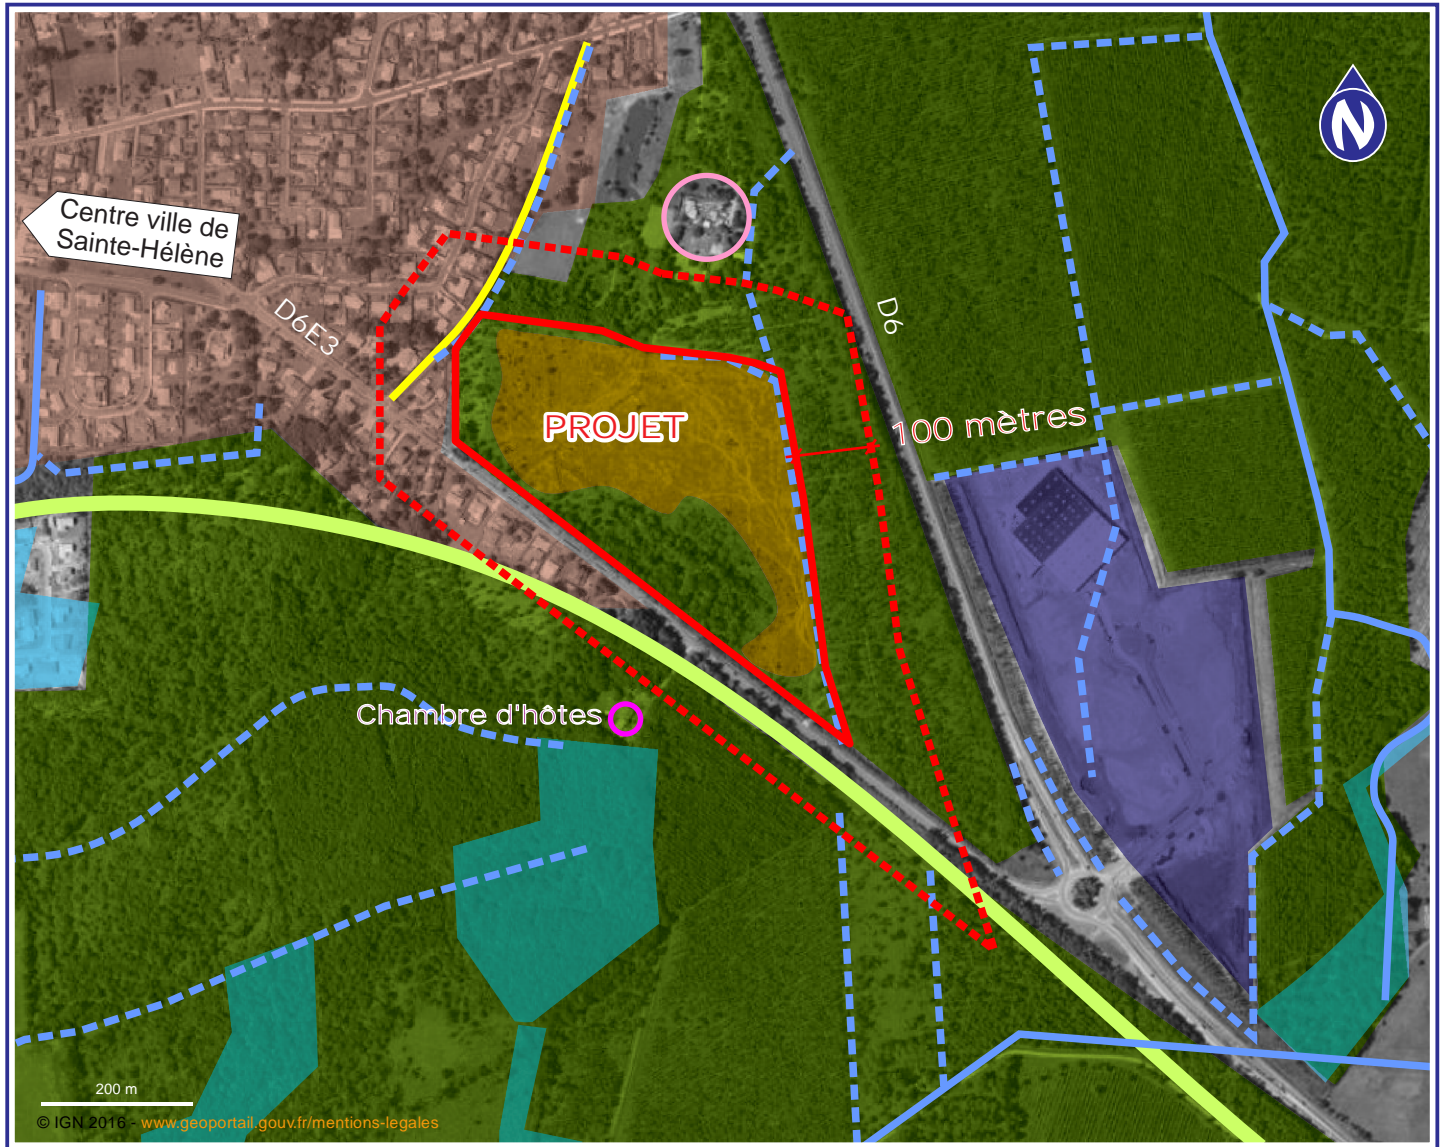 N
Centre ville de
Sainte-Hélène
D6E3
D6
PROJET
100 mètres
Chambre d'hôtes
200 m
© IGN 2016 - www.geoportail.gouv.fr/mentions-legales